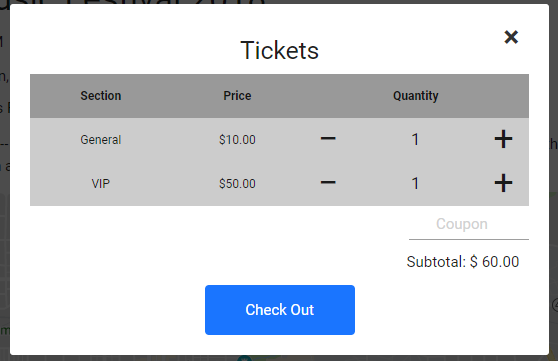 Tickets
Section Price Quantity
General $10.00 1
VIP $50.00 1
Coupon
Subtotal: $ 60.00
Check Out